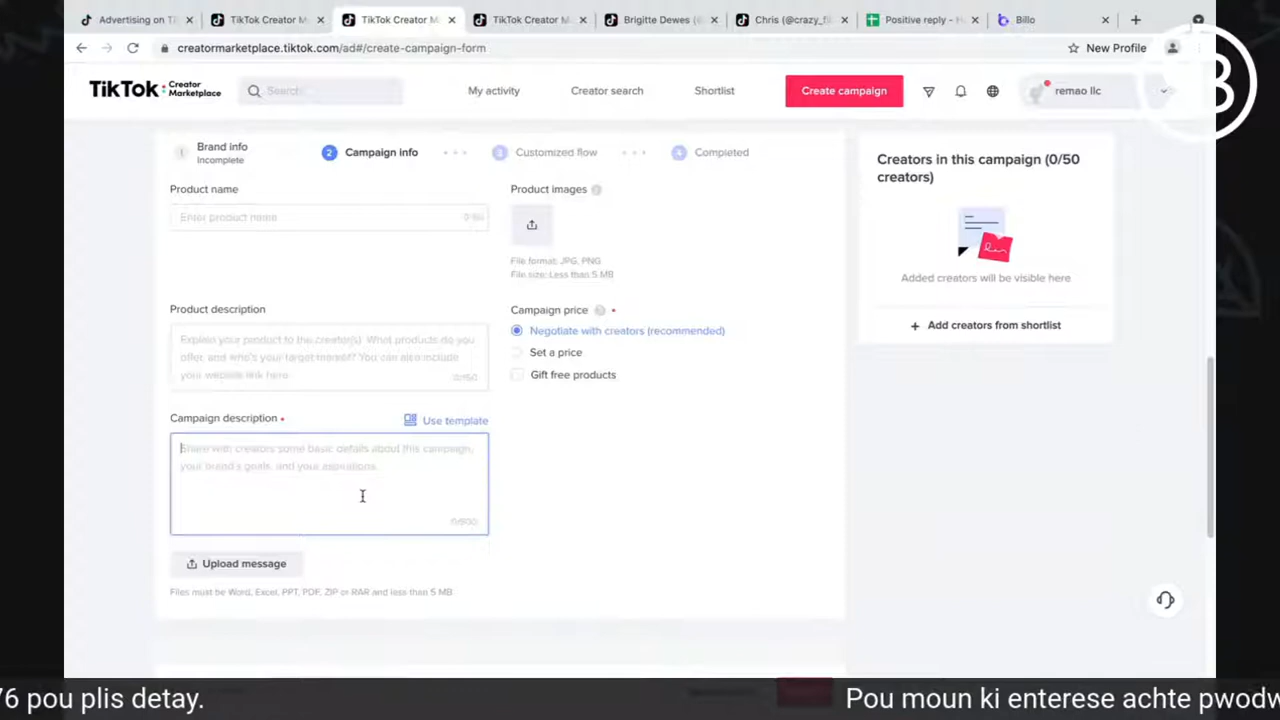 Advertising on Ti
TikTok Creator M
TikTok Creator M
TikTok Creator M
Brigitte Dewes (
Chris (@crazy_
Positive reply -
Billo
creatormarketplace.tiktok.com/ad#/create-campaign-form
New Profile
TikTok: Creator Marketplace
Search
My activity
Creator search
Shortlist
Create campaign
remao llc
B
1 Brand info
Incomplete
2 Campaign info
3 Customized flow
4 Completed
Product name
Enter product name
Product images
File format: JPG, PNG
File size: Less than 5 MB
Product description
Explain your product to the creator(s). What products do you
offer, and who's your target market? You can also include
your website link here.
0/150
Campaign price
Negotiate with creators (recommended)
Set a price
Gift free products
Campaign description
Use template
Share with creators some basic details about this campaign,
your brand's goals, and your aspirations.
Upload message
Files must be Word, Excel, PPT, PDF, ZIP or RAR and less than 5 MB
Creators in this campaign (0/50
creators)
Added creators will be visible here
+ Add creators from shortlist
76 pou plis detay.
Pou moun ki enterese achte